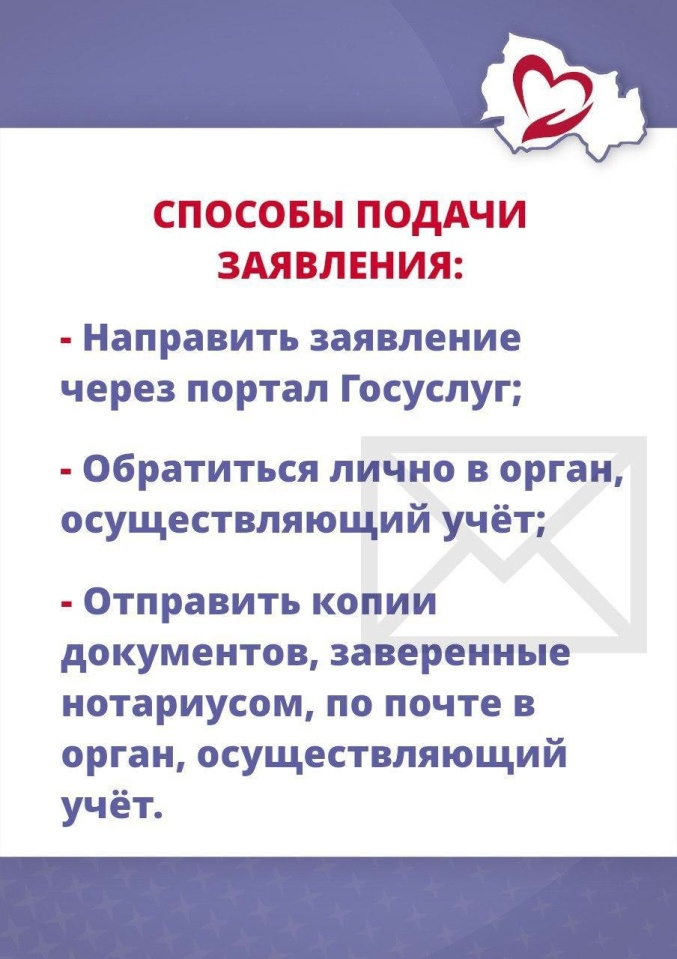 СПОСОБЫ ПОДАЧИ
ЗАЯВЛЕНИЯ:
- Направить заявление
через портал Госуслуг;
- Обратиться лично в орган,
осуществляющий учёт;
- Отправить копии
документов, заверенные
нотариусом, по почте в
орган, осуществляющий
учёт.